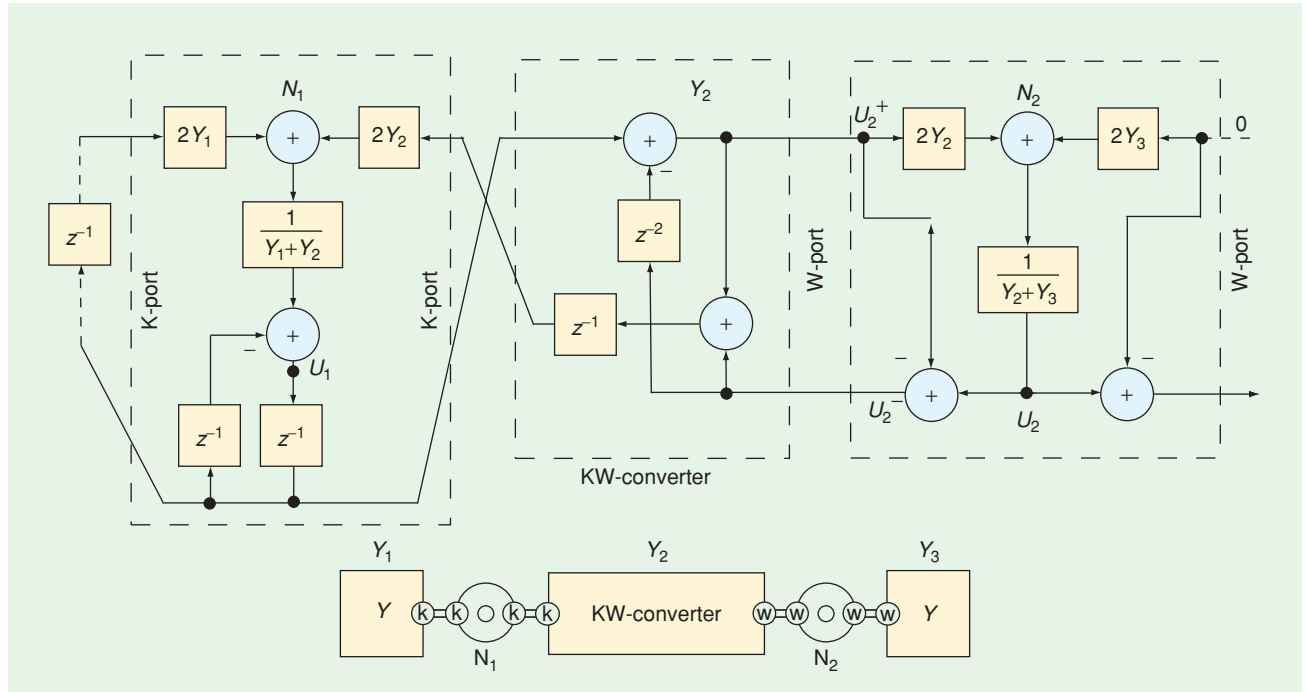 N₁
Y₂
N₂
2Y₁
+
2Y₂
+
−
U₂⁺
2Y₂
+
2Y₃
0
z⁻¹
1
Y₁+Y₂
z⁻²
1
Y₂+Y₃
K-port
K-port
W-port
W-port
+
−
U₁
z⁻¹
+
−
+
−
+
U₂⁻
U₂
z⁻¹
z⁻¹
KW-converter
Y₁
Y₂
Y₃
Y
k
k
k
k
KW-converter
w
w
w
w
Y
N₁
N₂